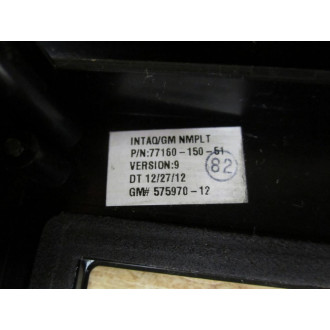 INTAQ/GM NMPLT
P/N:77160-150-51
VERSION:9
82
DT 12/27/12
GM# 575970-12